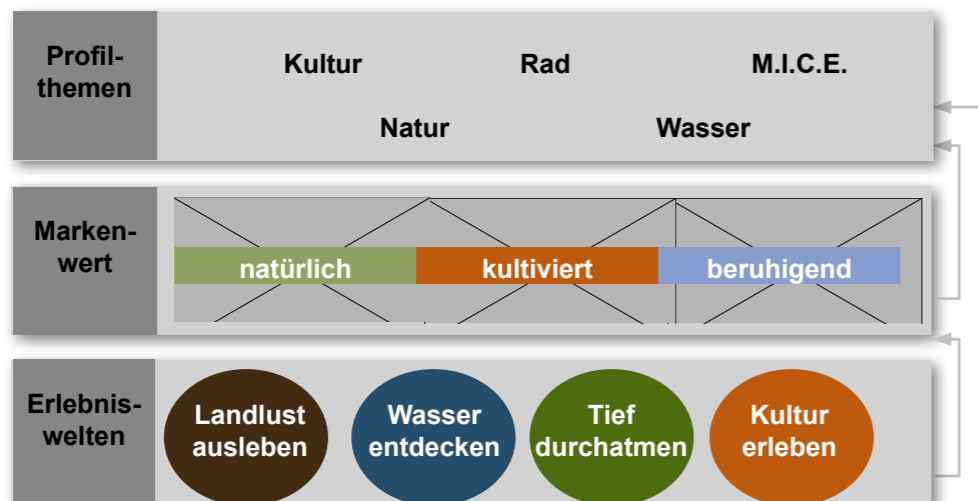 Profil-
themen
Kultur Rad M.I.C.E.
Natur Wasser
Marken-
wert
natürlich kultiviert beruhigend
Erlebnis-
welten
Landlust
ausleben
Wasser
entdecken
Tief
durchatmen
Kultur
erleben